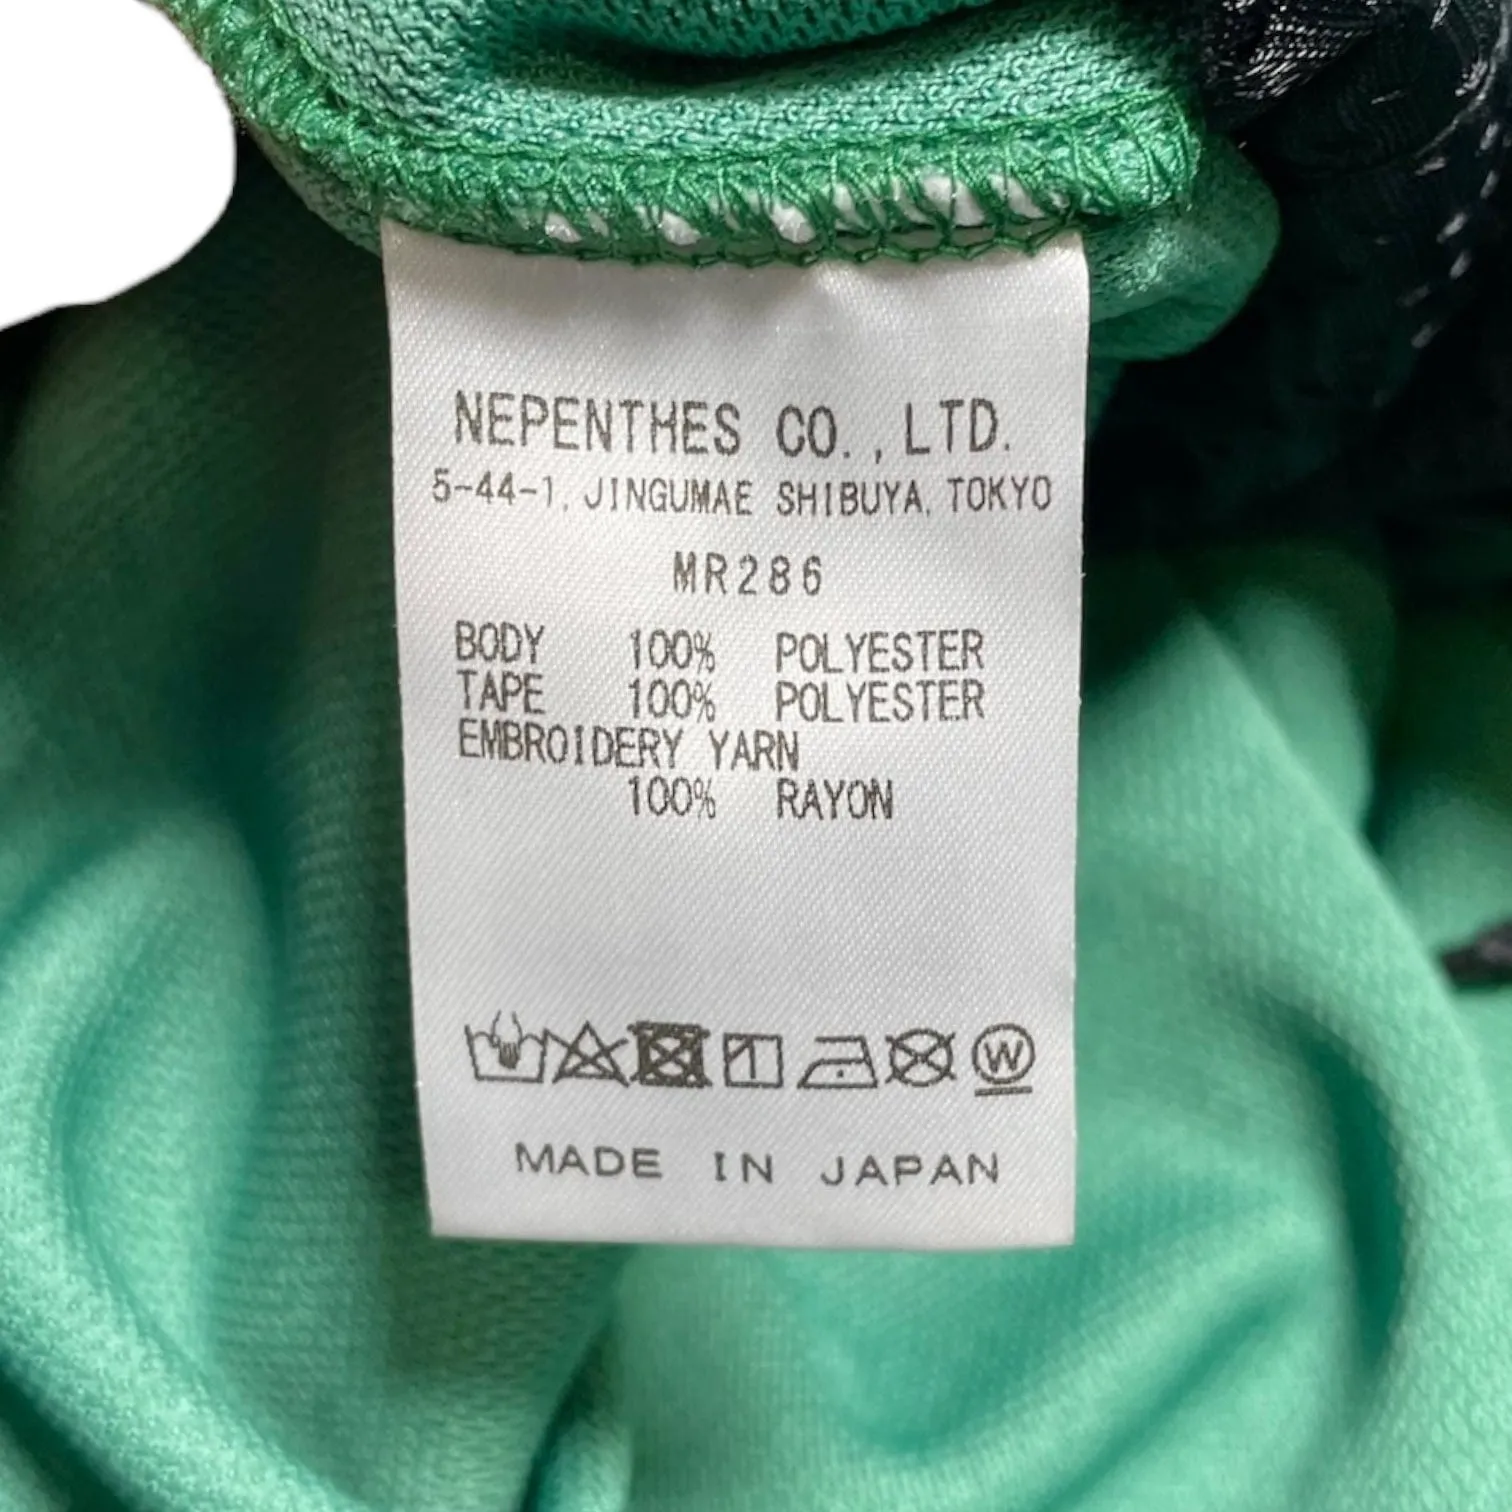 NEPENTHES CO., LTD.
5-44-1, JINGUMAE SHIBUYA, TOKYO
MR286
BODY 100% POLYESTER
TAPE 100% POLYESTER
EMBROIDERY YARN
100% RAYON
W
MADE IN JAPAN